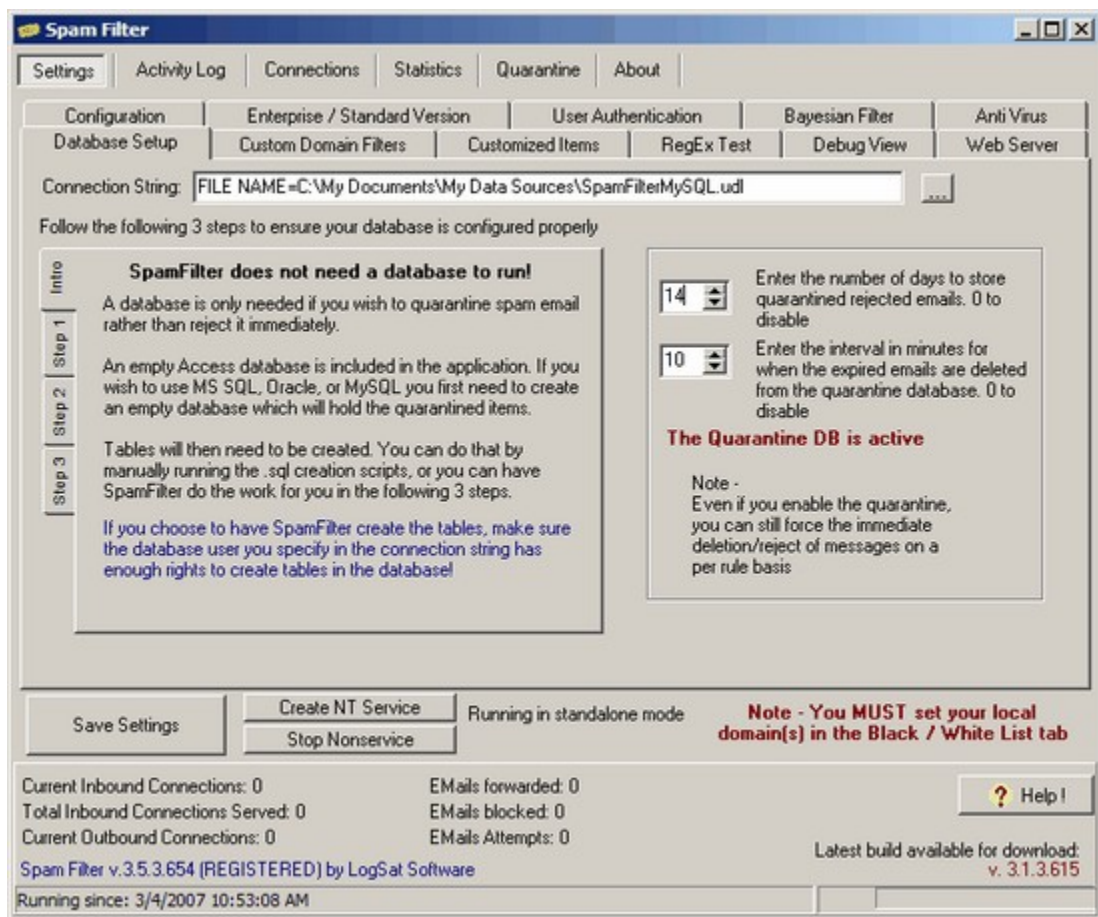 Spam Filter
Settings Activity Log Connections Statistics Quarantine About
Configuration Enterprise / Standard Version User Authentication Bayesian Filter Anti Virus
Database Setup Custom Domain Filters Customized Items RegEx Test Debug View Web Server
Connection String: FILE NAME=C:\My Documents\My Data Sources\SpamFilterMySQL.udl ...
Follow the following 3 steps to ensure your database is configured properly
Intro
Step 1
Step 2
Step 3
SpamFilter does not need a database to run!
A database is only needed if you wish to quarantine spam email
rather than reject it immediately.
An empty Access database is included in the application. If you
wish to use MS SQL, Oracle, or MySQL you first need to create
an empty database which will hold the quarantined items.
Tables will then need to be created. You can do that by
manually running the .sql creation scripts, or you can have
SpamFilter do the work for you in the following 3 steps.
If you choose to have SpamFilter create the tables, make sure
the database user you specify in the connection string has
enough rights to create tables in the database!
14
Enter the number of days to store
quarantined rejected emails. 0 to
disable
10
Enter the interval in minutes for
when the expired emails are deleted
from the quarantine database. 0 to
disable
The Quarantine DB is active
Note -
Even if you enable the quarantine,
you can still force the immediate
deletion/reject of messages on a
per rule basis
Save Settings
Create NT Service
Stop Nonservice
Running in standalone mode
Note - You MUST set your local
domain(s) in the Black / White List tab
Current Inbound Connections: 0
Total Inbound Connections Served: 0
Current Outbound Connections: 0
EMails forwarded: 0
EMails blocked: 0
EMails Attempts: 0
? Help !
Spam Filter v.3.5.3.654 (REGISTERED) by LogSat Software
Latest build available for download:
v. 3.1.3.615
Running since: 3/4/2007 10:53:08 AM